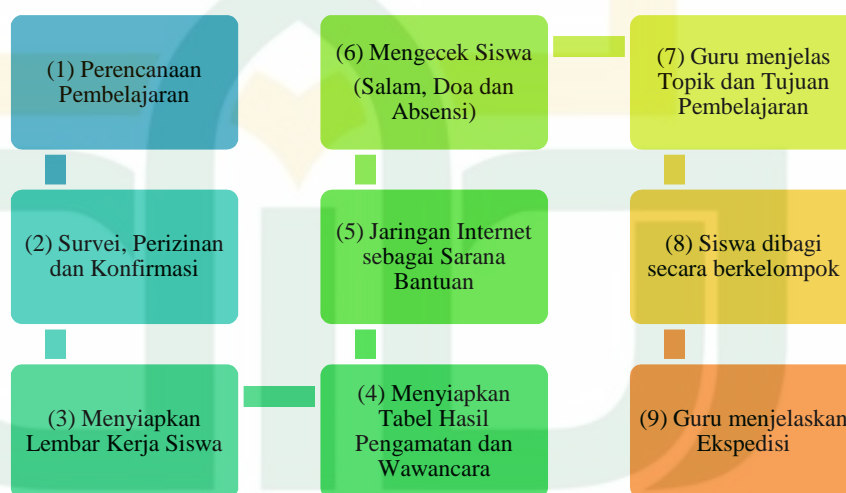 (1) Perencanaan
Pembelajaran
(2) Survei, Perizinan
dan Konfirmasi
(3) Menyiapkan
Lembar Kerja Siswa
(4) Menyiapkan
Tabel Hasil
Pengamatan dan
Wawancara
(5) Jaringan Internet
sebagai Sarana
Bantuan
(6) Mengecek Siswa
(Salam, Doa dan
Absensi)
(7) Guru menjelas
Topik dan Tujuan
Pembelajaran
(8) Siswa dibagi
secara berkelompok
(9) Guru menjelaskan
Ekspedisi